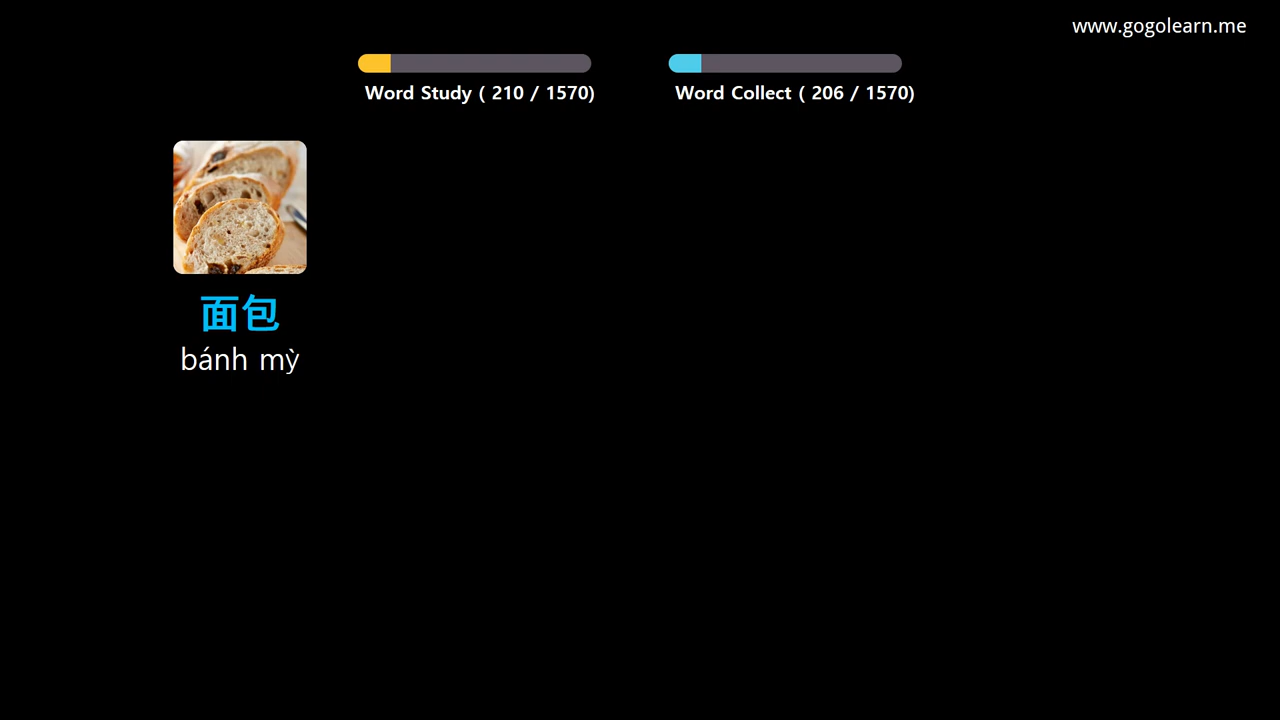 www.gogolearn.me
Word Study ( 210 / 1570)
Word Collect ( 206 / 1570)
面包
bánh mỳ